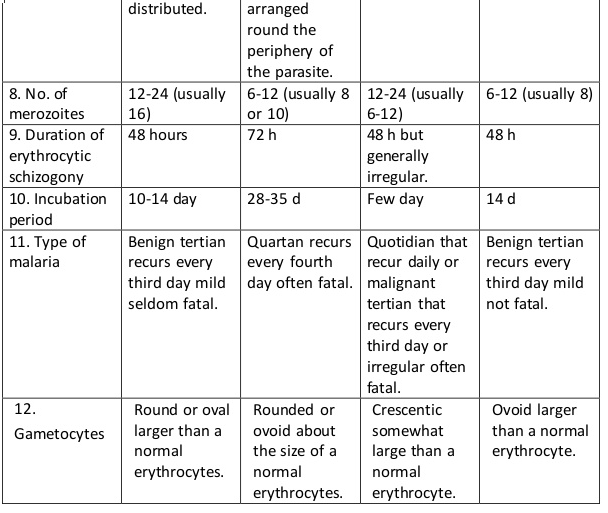 distributed.
arranged
round the
periphery of
the parasite.
8. No. of
merozoites
12-24 (usually
16)
6-12 (usually 8
or 10)
12-24 (usually
6-12)
6-12 (usually 8)
9. Duration of
erythrocytic
schizogony
48 hours
72 h
48 h but
generally
irregular.
48 h
10. Incubation
period
10-14 day
28-35 d
Few day
14 d
11. Type of
malaria
Benign tertian
recurs every
third day mild
seldom fatal.
Quartan recurs
every fourth
day often fatal.
Quotidian that
recur daily or
malignant
tertian that
recurs every
third day or
irregular often
fatal.
Benign tertian
recurs every
third day mild
not fatal.
12.
Gametocytes
Round or oval
larger than a
normal
erythrocytes.
Rounded or
ovoid about
the size of a
normal
erythrocytes.
Crescentic
somewhat
large than a
normal
erythrocyte.
Ovoid larger
than a normal
erythrocyte.